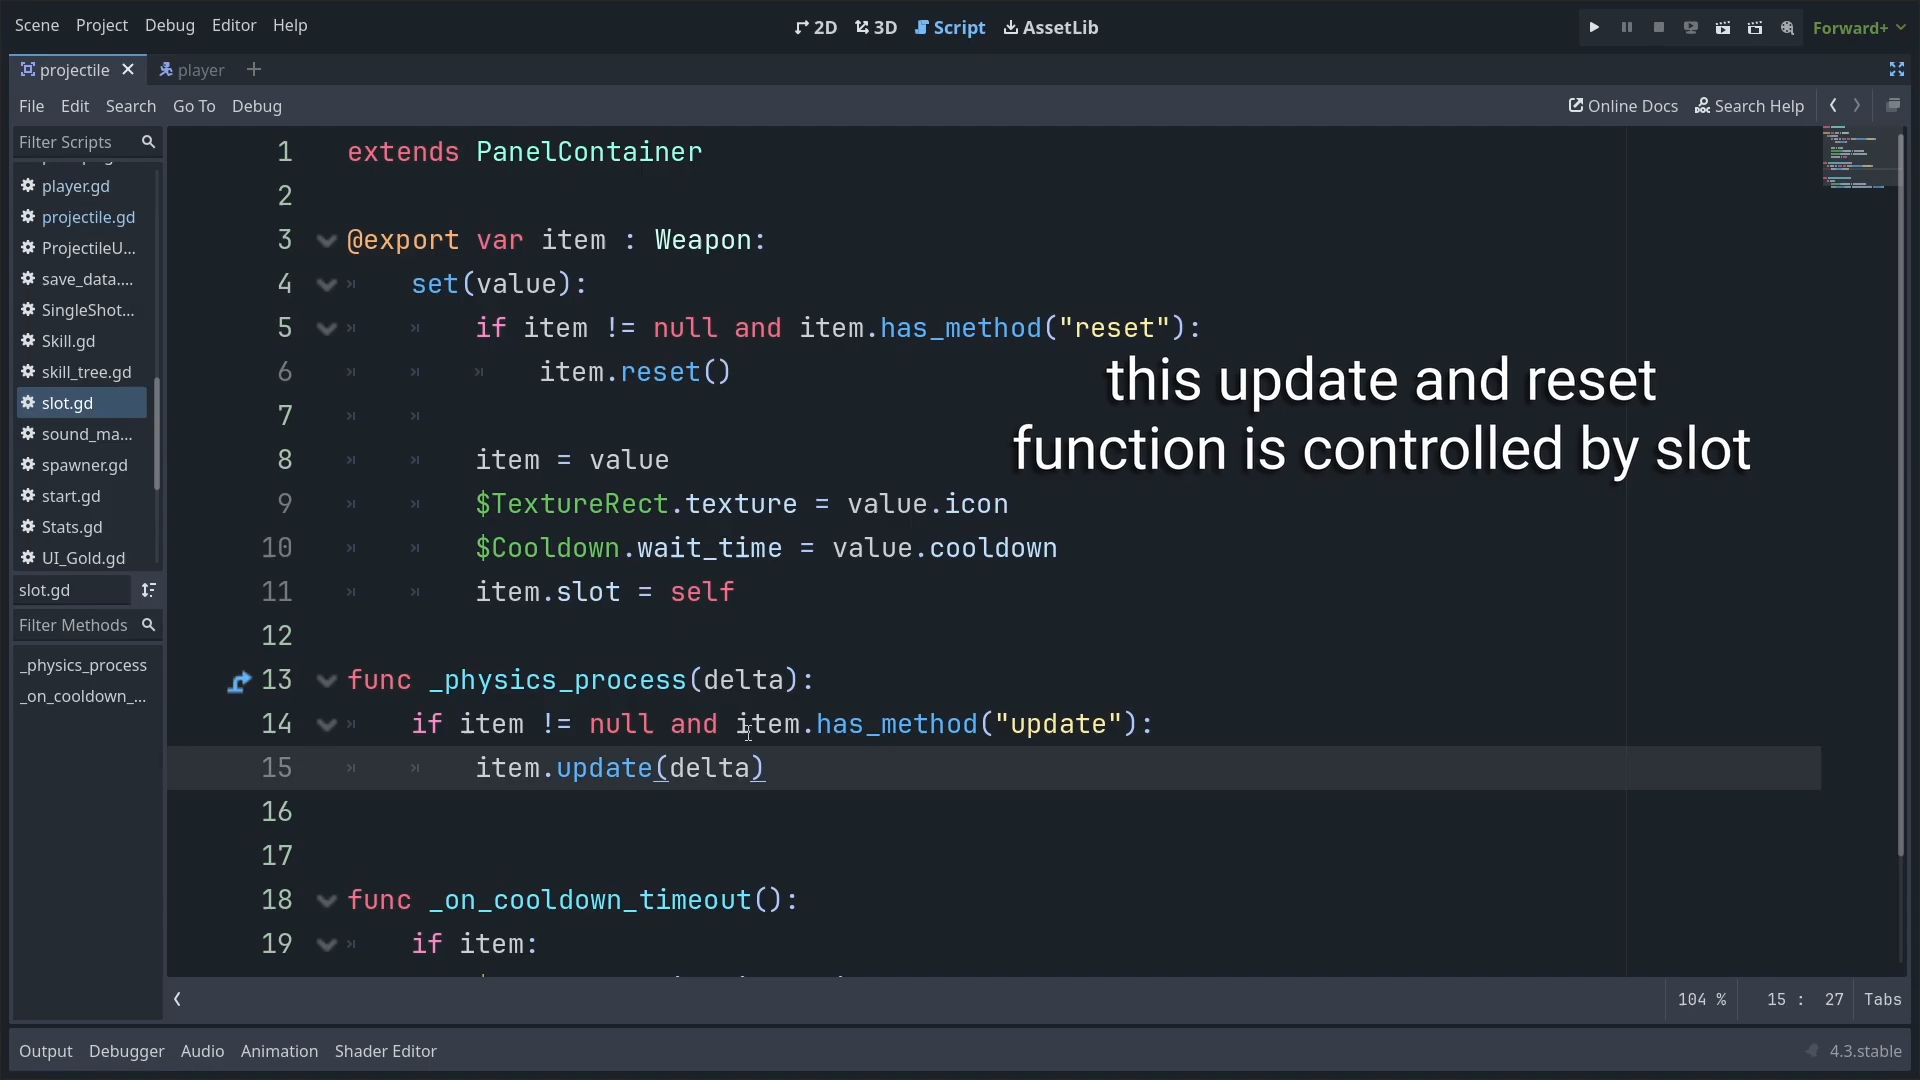 Scene Project Debug Editor Help
2D 3D Script AssetLib
Forward+
projectile player
File Edit Search Go To Debug
Online Docs Search Help
Filter Scripts
player.gd
projectile.gd
ProjectileU...
save_data....
SingleShot...
Skill.gd
skill_tree.gd
slot.gd
sound_ma...
spawner.gd
start.gd
Stats.gd
UI_Gold.gd
slot.gd
Filter Methods
_physics_process
_on_cooldown_...
1 extends PanelContainer
2
3 @export var item : Weapon:
4 set(value):
5 if item != null and item.has_method("reset"):
6 item.reset()
7
8 item = value
9 $TextureRect.texture = value.icon
10 $Cooldown.wait_time = value.cooldown
11 item.slot = self
12
13 func _physics_process(delta):
14 if item != null and item.has_method("update"):
15 item.update(delta)
16
17
18 func _on_cooldown_timeout():
19 if item:
this update and reset
function is controlled by slot
104 % 15 : 27 Tabs
Output Debugger Audio Animation Shader Editor
4.3.stable